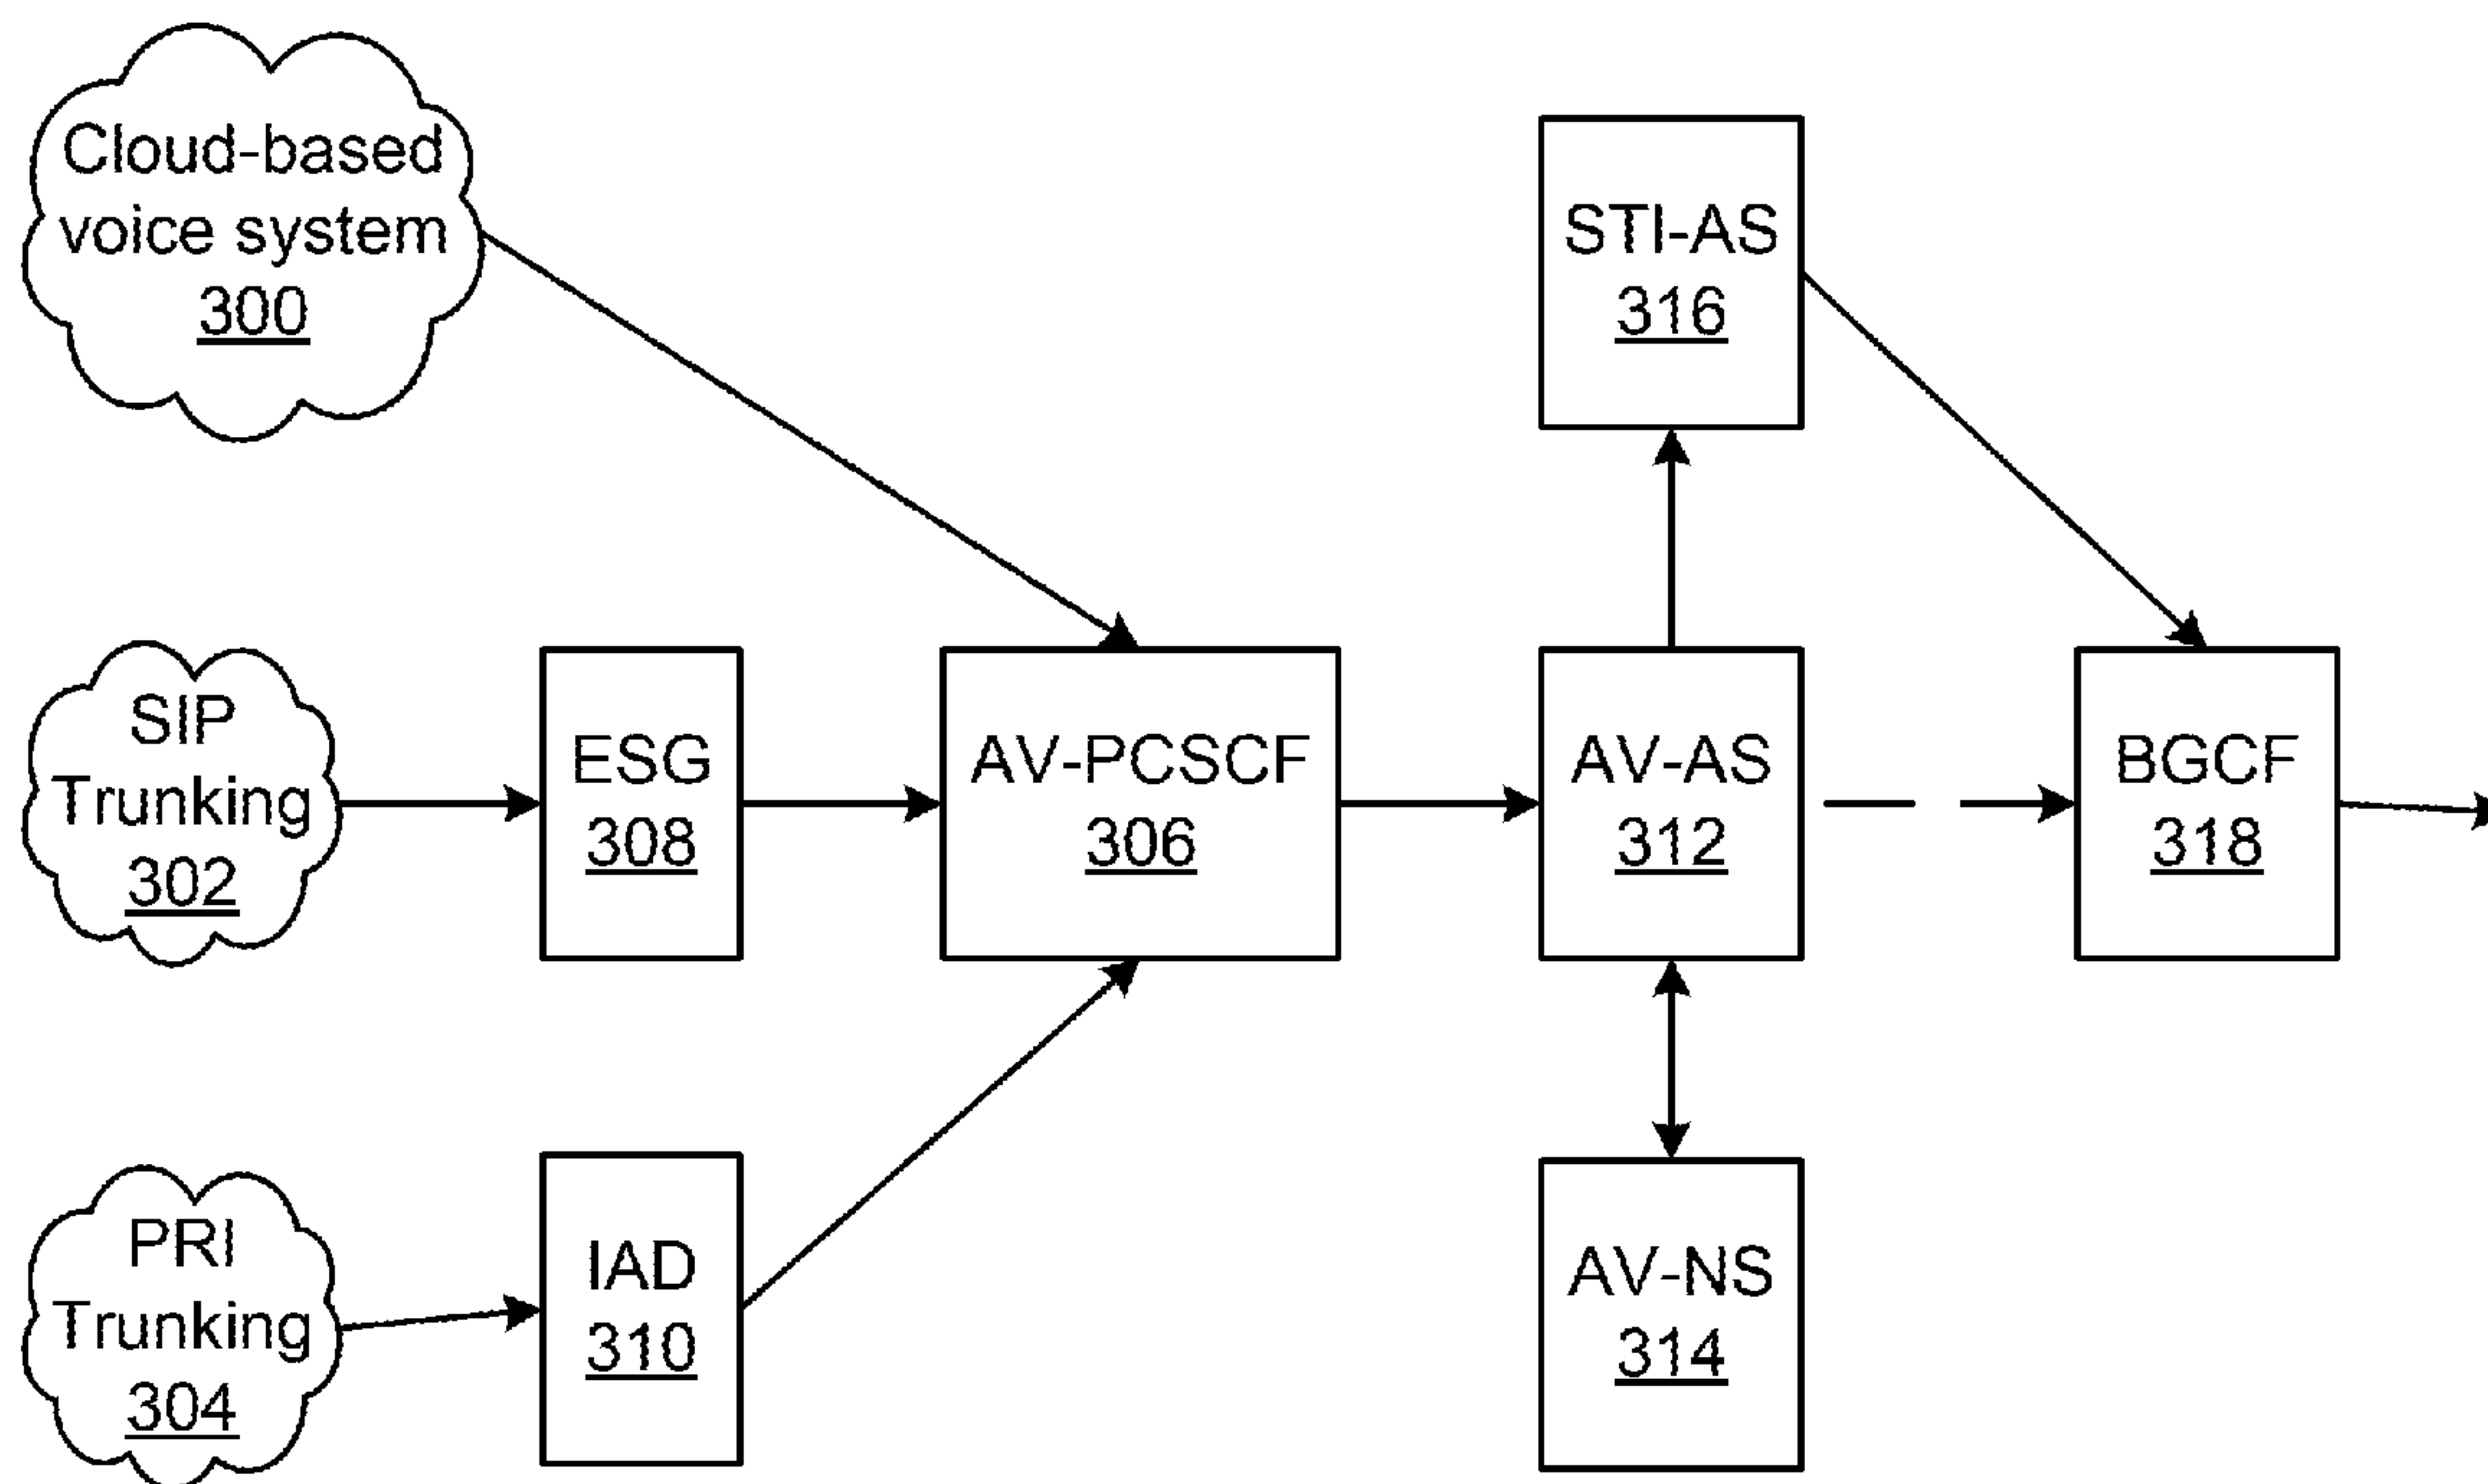 Cloud-based
voice system
300
STI-AS
316
SIP
Trunking
302
ESG
308
AV-PCSCF
306
AV-AS
312
BGCF
318
PRI
Trunking
304
IAD
310
AV-NS
314